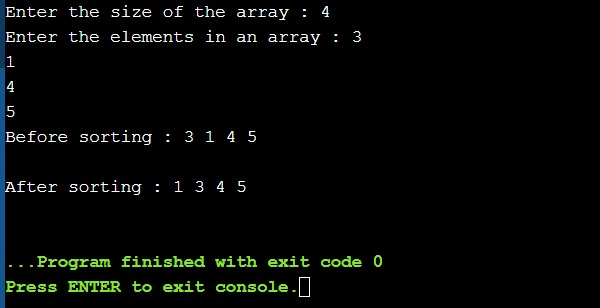 Enter the size of the array : 4
Enter the elements in an array : 3
1
4
5
Before sorting : 3 1 4 5
After sorting : 1 3 4 5
...Program finished with exit code 0
Press ENTER to exit console.